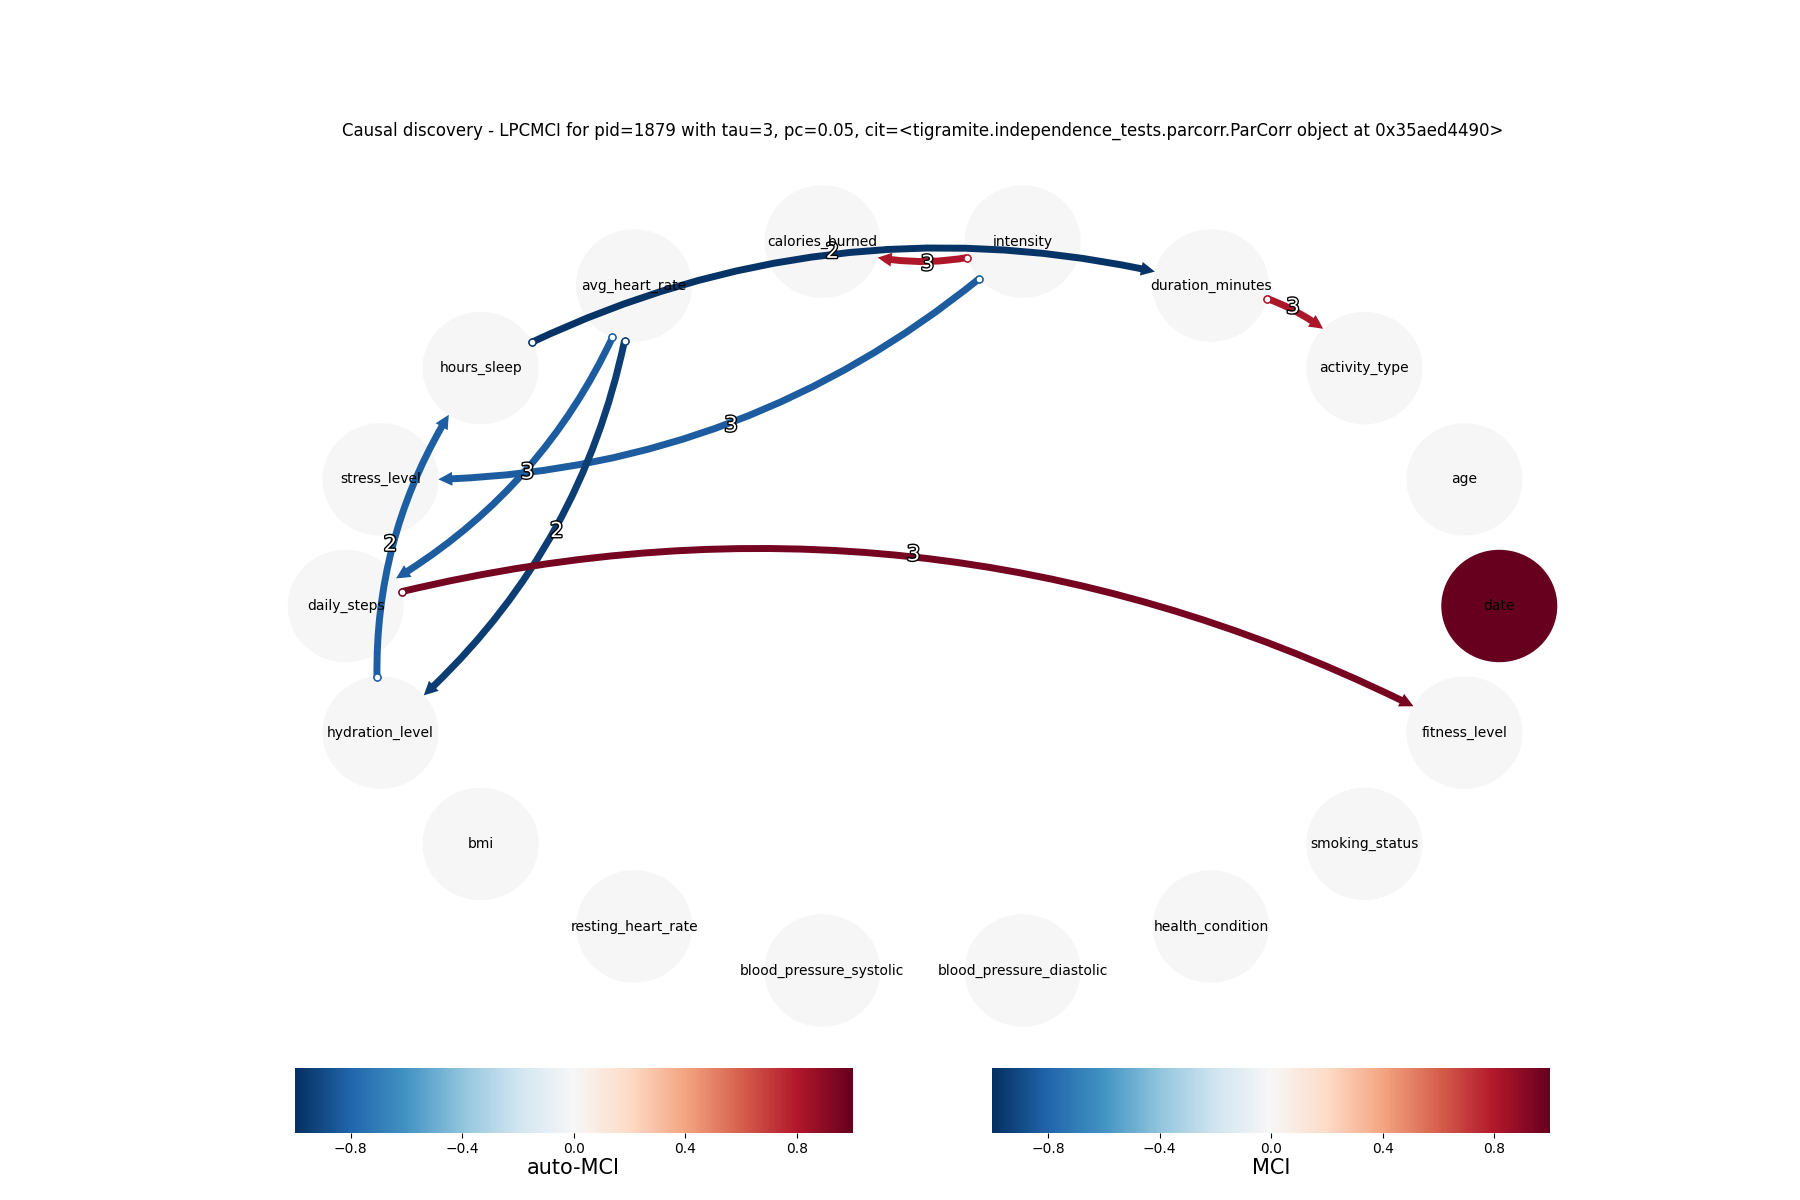 Causal discovery - LPCMCI for pid=1879 with tau=3, pc=0.05, cit=<tigramite.independence_tests.parcorr.ParCorr object at 0x35aed4490>
calories_burned
intensity
2
3
avg_heart_rate
duration_minutes
3
hours_sleep
activity_type
3
stress_level
3
age
2
2
3
daily_steps
date
hydration_level
fitness_level
bmi
smoking_status
resting_heart_rate
health_condition
blood_pressure_systolic
blood_pressure_diastolic
−0.8 −0.4 0.0 0.4 0.8
auto-MCI
−0.8 −0.4 0.0 0.4 0.8
MCI